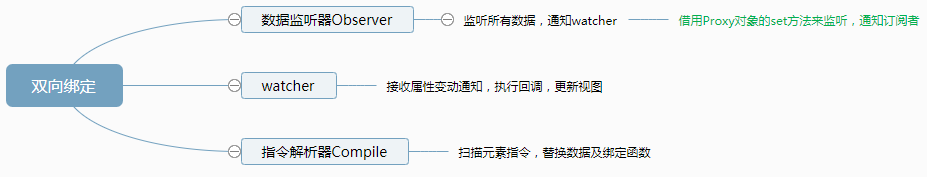 双向绑定
数据监听器Observer
监听所有数据，通知watcher
借用Proxy对象的set方法来监听，通知订阅者
watcher
接收属性变动通知，执行回调，更新视图
指令解析器Compile
扫描元素指令，替换数据及绑定函数